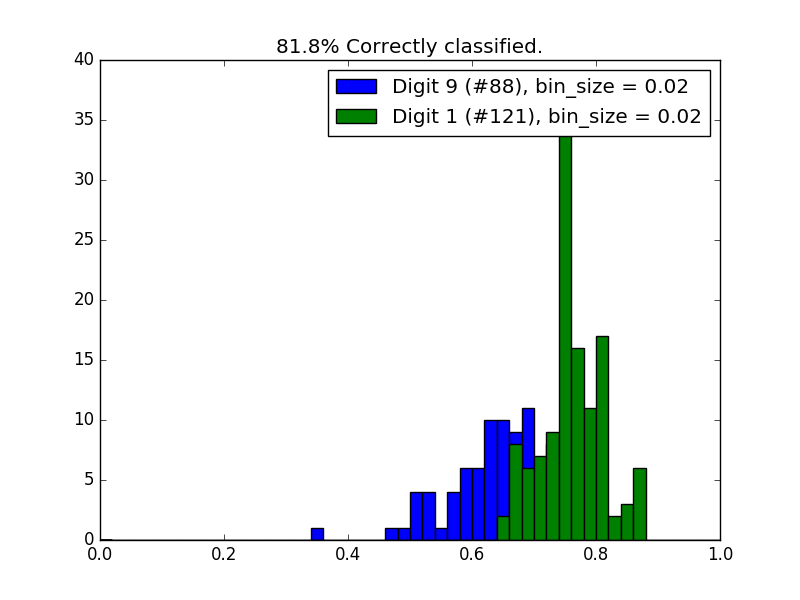 81.8% Correctly classified.
40
Digit 9 (#88), bin_size = 0.02
35
Digit 1 (#121), bin_size = 0.02
30
25
20
15
10
5
0
0.0 0.2 0.4 0.6 0.8 1.0